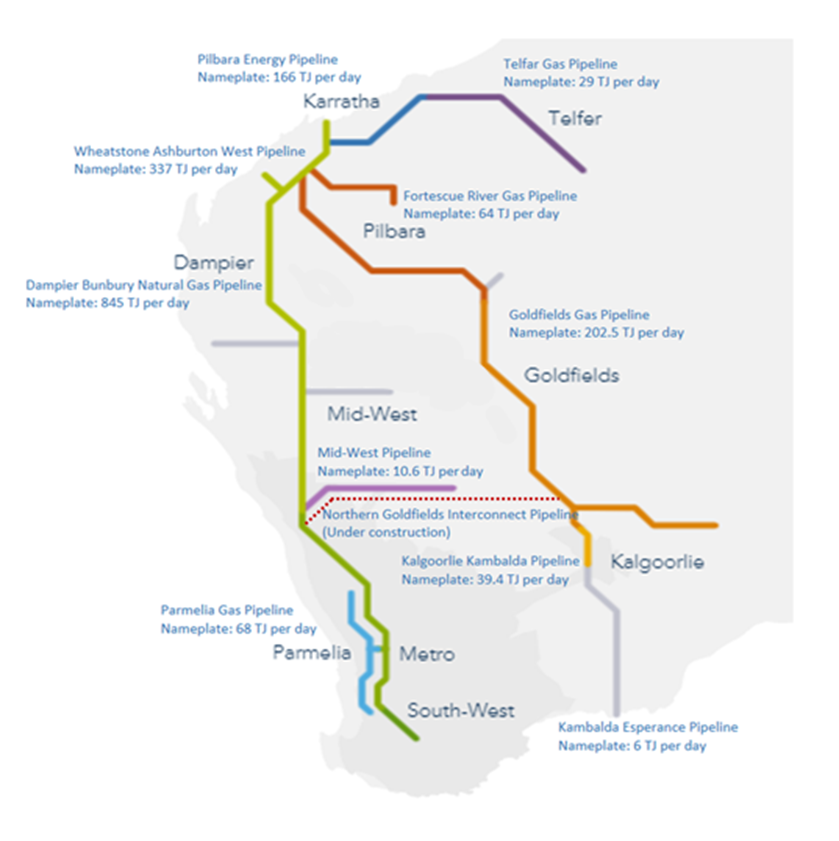 Pilbara Energy Pipeline
Nameplate: 166 TJ per day
Karratha
Telfar Gas Pipeline
Nameplate: 29 TJ per day
Telfer
Wheatstone Ashburton West Pipeline
Nameplate: 337 TJ per day
Fortescue River Gas Pipeline
Nameplate: 64 TJ per day
Pilbara
Dampier
Dampier Bunbury Natural Gas Pipeline
Nameplate: 845 TJ per day
Goldfields Gas Pipeline
Nameplate: 202.5 TJ per day
Goldfields
Mid-West
Mid-West Pipeline
Nameplate: 10.6 TJ per day
Northern Goldfields Interconnect Pipeline
(Under construction)
Kalgoorlie Kambalda Pipeline
Nameplate: 39.4 TJ per day
Kalgoorlie
Parmelia Gas Pipeline
Nameplate: 68 TJ per day
Parmelia
Metro
South-West
Kambalda Esperance Pipeline
Nameplate: 6 TJ per day